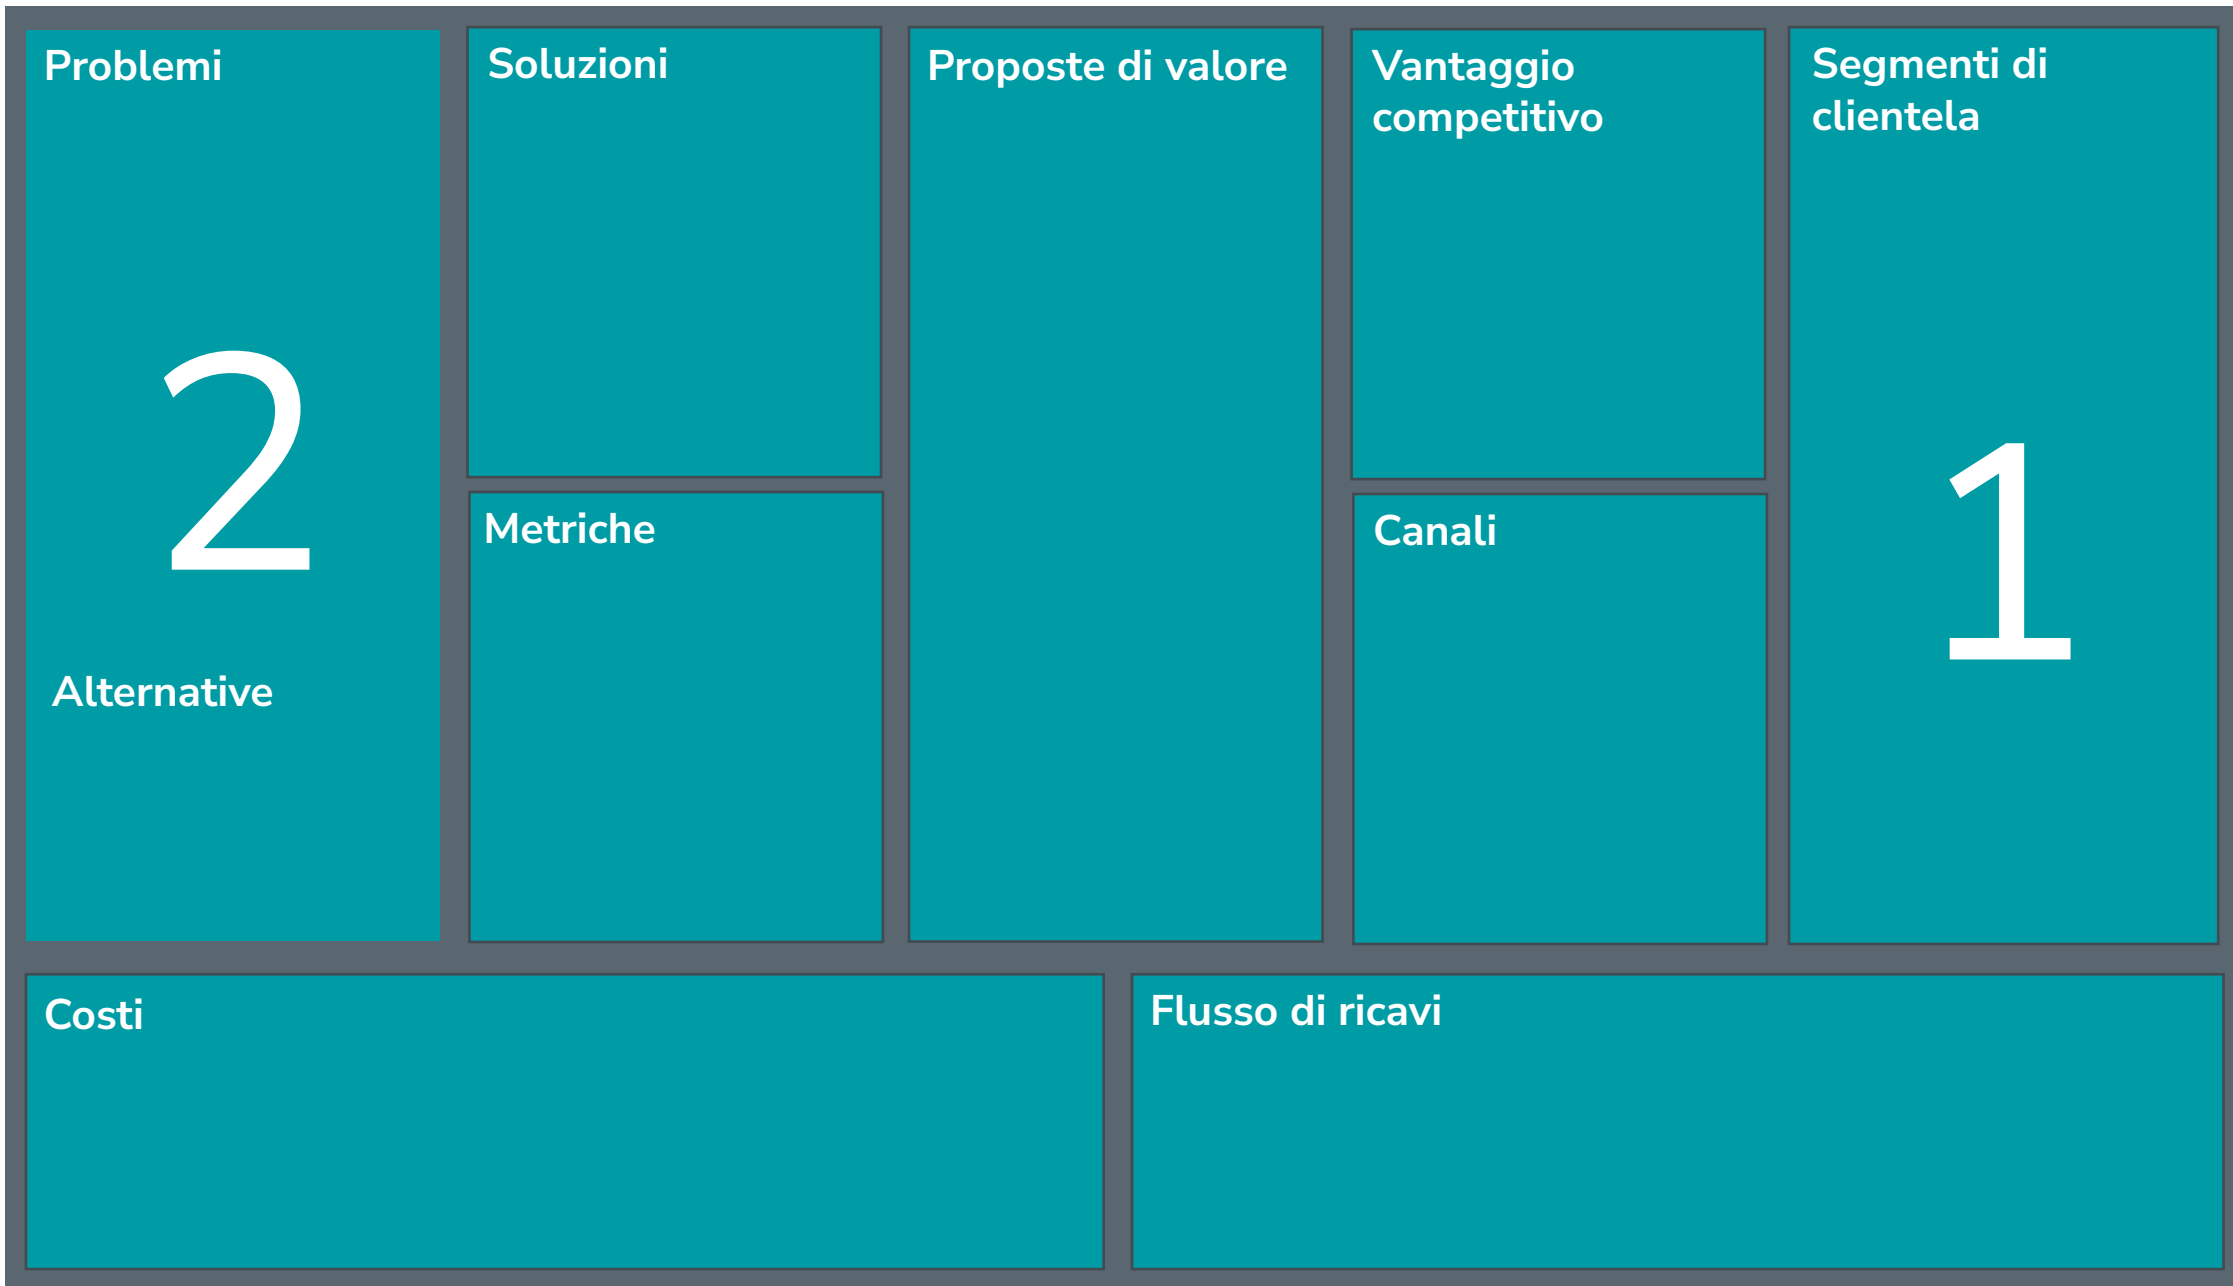 Problemi
2
Alternative
Soluzioni
Metriche
Proposte di valore
Vantaggio
competitivo
Canali
Segmenti di
clientela
1
Costi
Flusso di ricavi